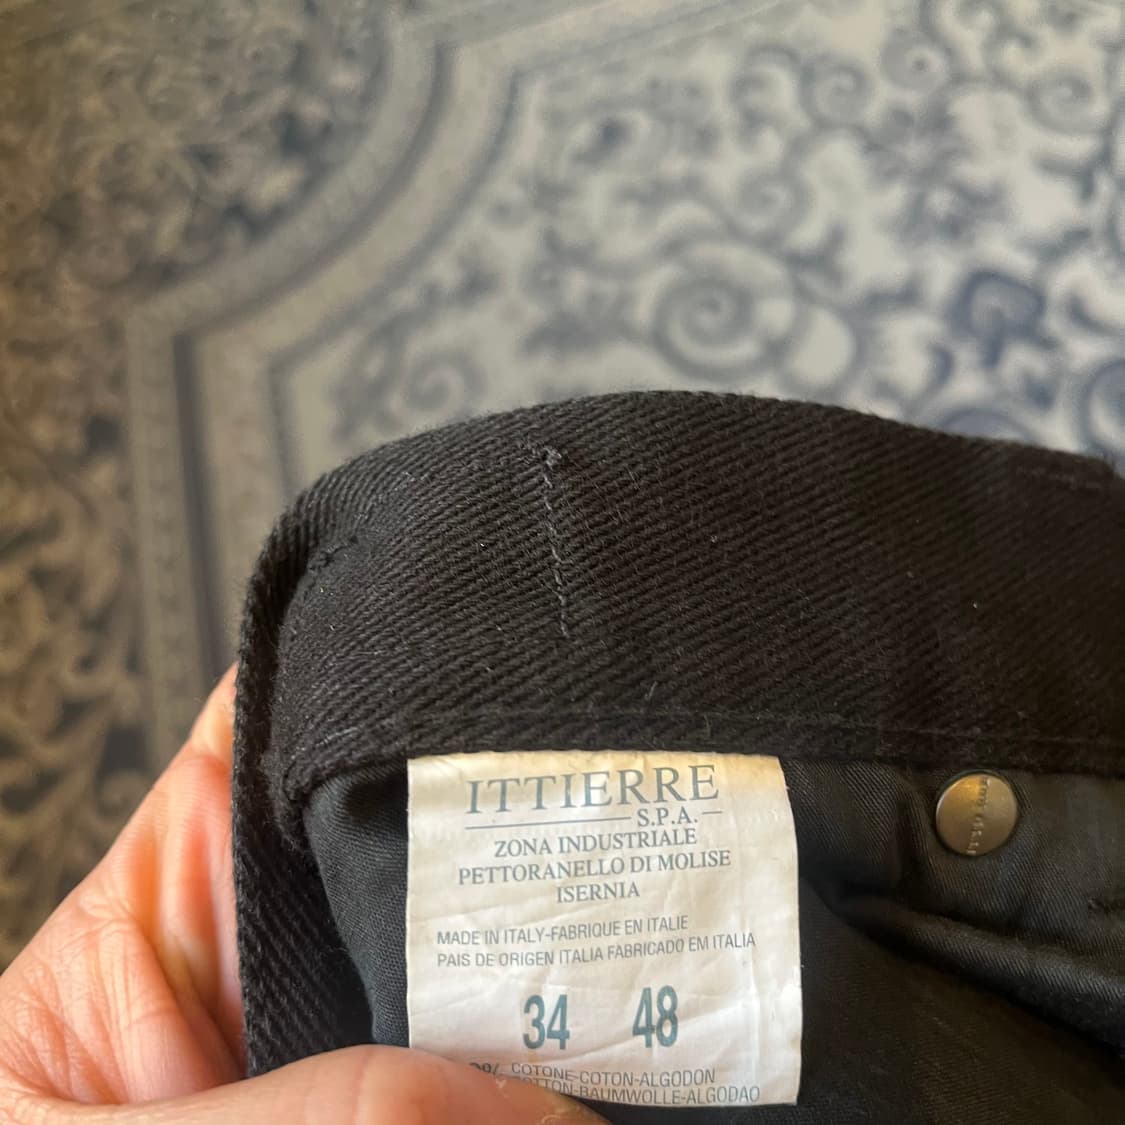 ITTIERRE
S.P.A.
ZONA INDUSTRIALE
PETTORANELLO DI MOLISE
ISERNIA
MADE IN ITALY-FABRIQUE EN ITALIE
PAIS DE ORIGEN ITALIA FABRICADO EM ITALIA
34 48
COTONE-COTON-ALGODON
COTTON-BAUMWOLLE-ALGODAO